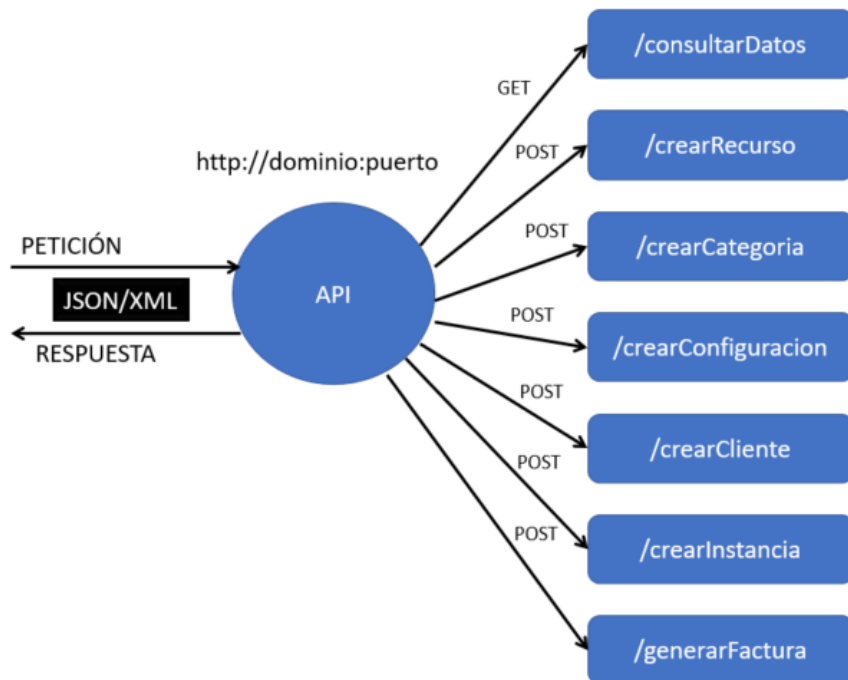 /consultarDatos
GET
http://dominio:puerto
POST
/crearRecurso
PETICIÓN
POST
/crearCategoria
JSON/XML
API
RESPUESTA
POST
/crearConfiguracion
POST
/crearCliente
POST
/crearInstancia
POST
/generarFactura